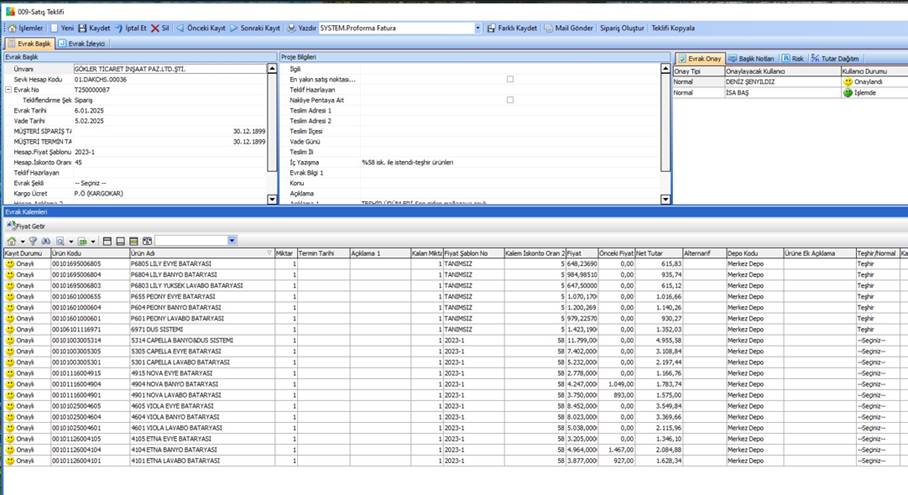 009-Satış Teklifi
İşlemler Yeni Kaydet İptal Et Sil Önceki Kayıt Sonraki Kayıt Yazdır SYSTEM.Proforma Fatura Farklı Kaydet Mail Gönder Sipariş Oluştur Teklifi Kopyala
Evrak Başlık Evrak İzleyici
Evrak Başlık
Ünvanı GÖKLER TİCARET İNŞAAT PAZ.LTD.ŞTİ.
Sevk Hesap Kodu 01.DAKCHS.00036
Evrak No T250000087
Tekliflendirme Şek Sipariş
Evrak Tarihi 6.01.2025
Vade Tarihi 5.02.2025
MÜŞTERİ SİPARİŞ TA 30.12.1899
MÜŞTERİ TERMİN TA 30.12.1899
Hesap.Fiyat Şablonu 2023-1
Hesap.İskonto Oranı 45
Teklif Hazırlayan
Evrak Şekli -- Seçiniz --
Kargo Ücret P.Ö (KARGOKAR)
Proje Bilgileri
İlgili
En yakın satış noktası...
Teklif Hazırlayan
Nakliye Pentaya Ait
Teslim Adresi 1
Teslim Adresi 2
Teslim İlçesi
Vade Günü
Teslim İli
İç Yazışma %58 isk. ile istendi-teşhir ürünleri
Evrak Bilgi 1
Konu
Açıklama
Evrak Onay Başlık Notları Risk Tutar Dağıtım
Onay Tipi Onaylayacak Kullanıcı Kullanıcı Durumu
Normal DENİZ ŞENYILDIZ Onaylandı
Normal İSA BAŞ İşlemde
Evrak Kalemleri
Fiyat Getir
Kayıt Durumu Ürün Kodu Ürün Adı Miktar Termin Tarihi Açıklama 1 Kalan Mikta Fiyat Şablon No Kalem İskonto Oran 2 Fiyat Önceki Fiyat Net Tutar Alternatif Depo Kodu Ürüne Ek Açıklama Teşhir/Normal Ka
Onaylı 00101695006805 P6805 LILY EVYE BATARYASI 1 1 TANIMSIZ 5 648,23690 0,00 615,83 Merkez Depo Teşhir
Onaylı 00101695006804 P6804 LILY BANYO BATARYASI 1 1 TANIMSIZ 5 984,98510 0,00 935,74 Merkez Depo Teşhir
Onaylı 00101695006803 P6803 LILY YUKSEK LAVABO BATARYASI 1 1 TANIMSIZ 5 647,50000 0,00 615,12 Merkez Depo Teşhir
Onaylı 00101601000655 P655 PEONY EVYE BATARYASI 1 1 TANIMSIZ 5 1.070,170 0,00 1.016,66 Merkez Depo Teşhir
Onaylı 00101601000604 P604 PEONY BANYO BATARYASI 1 1 TANIMSIZ 5 1.200,269 0,00 1.140,26 Merkez Depo Teşhir
Onaylı 00101601000601 P601 PEONY LAVABO BATARYASI 1 1 TANIMSIZ 5 979,22570 0,00 930,27 Merkez Depo Teşhir
Onaylı 00106101116971 6971 DUS SISTEMI 1 1 TANIMSIZ 5 1.423,190 0,00 1.352,03 Merkez Depo Teşhir
Onaylı 00101003005314 5314 CAPELLA BANYO&DUS SISTEMI 1 1 2023-1 58 11.799,00 0,00 4.955,58 Merkez Depo --Seçiniz--
Onaylı 00101003005305 5305 CAPELLA EVYE BATARYASI 1 1 2023-1 58 7.402,000 0,00 3.108,84 Merkez Depo --Seçiniz--
Onaylı 00101003005301 5301 CAPELLA LAVABO BATARYASI 1 1 2023-1 58 5.232,000 0,00 2.197,44 Merkez Depo --Seçiniz--
Onaylı 00101116004915 4915 NOVA EVYE BATARYASI 1 1 2023-1 58 2.778,000 0,00 1.166,76 Merkez Depo --Seçiniz--
Onaylı 00101116004904 4904 NOVA BANYO BATARYASI 1 1 2023-1 58 4.247,000 1.049,00 1.783,74 Merkez Depo --Seçiniz--
Onaylı 00101116004901 4901 NOVA LAVABO BATARYASI 1 1 2023-1 58 3.750,000 893,00 1.575,00 Merkez Depo --Seçiniz--
Onaylı 00101025004605 4605 VIOLA EVYE BATARYASI 1 1 2023-1 58 8.452,000 0,00 3.549,84 Merkez Depo --Seçiniz--
Onaylı 00101025004604 4604 VIOLA BANYO BATARYASI 1 1 2023-1 58 8.023,000 0,00 3.369,66 Merkez Depo --Seçiniz--
Onaylı 00101025004601 4601 VIOLA LAVABO BATARYASI 1 1 2023-1 58 5.038,000 0,00 2.115,96 Merkez Depo --Seçiniz--
Onaylı 00101126004105 4105 ETNA EVYE BATARYASI 1 1 2023-1 58 3.205,000 0,00 1.346,10 Merkez Depo --Seçiniz--
Onaylı 00101126004104 4104 ETNA BANYO BATARYASI 1 1 2023-1 58 4.964,000 1.467,00 2.084,88 Merkez Depo --Seçiniz--
Onaylı 00101126004101 4101 ETNA LAVABO BATARYASI 1 1 2023-1 58 3.877,000 927,00 1.628,34 Merkez Depo --Seçiniz--